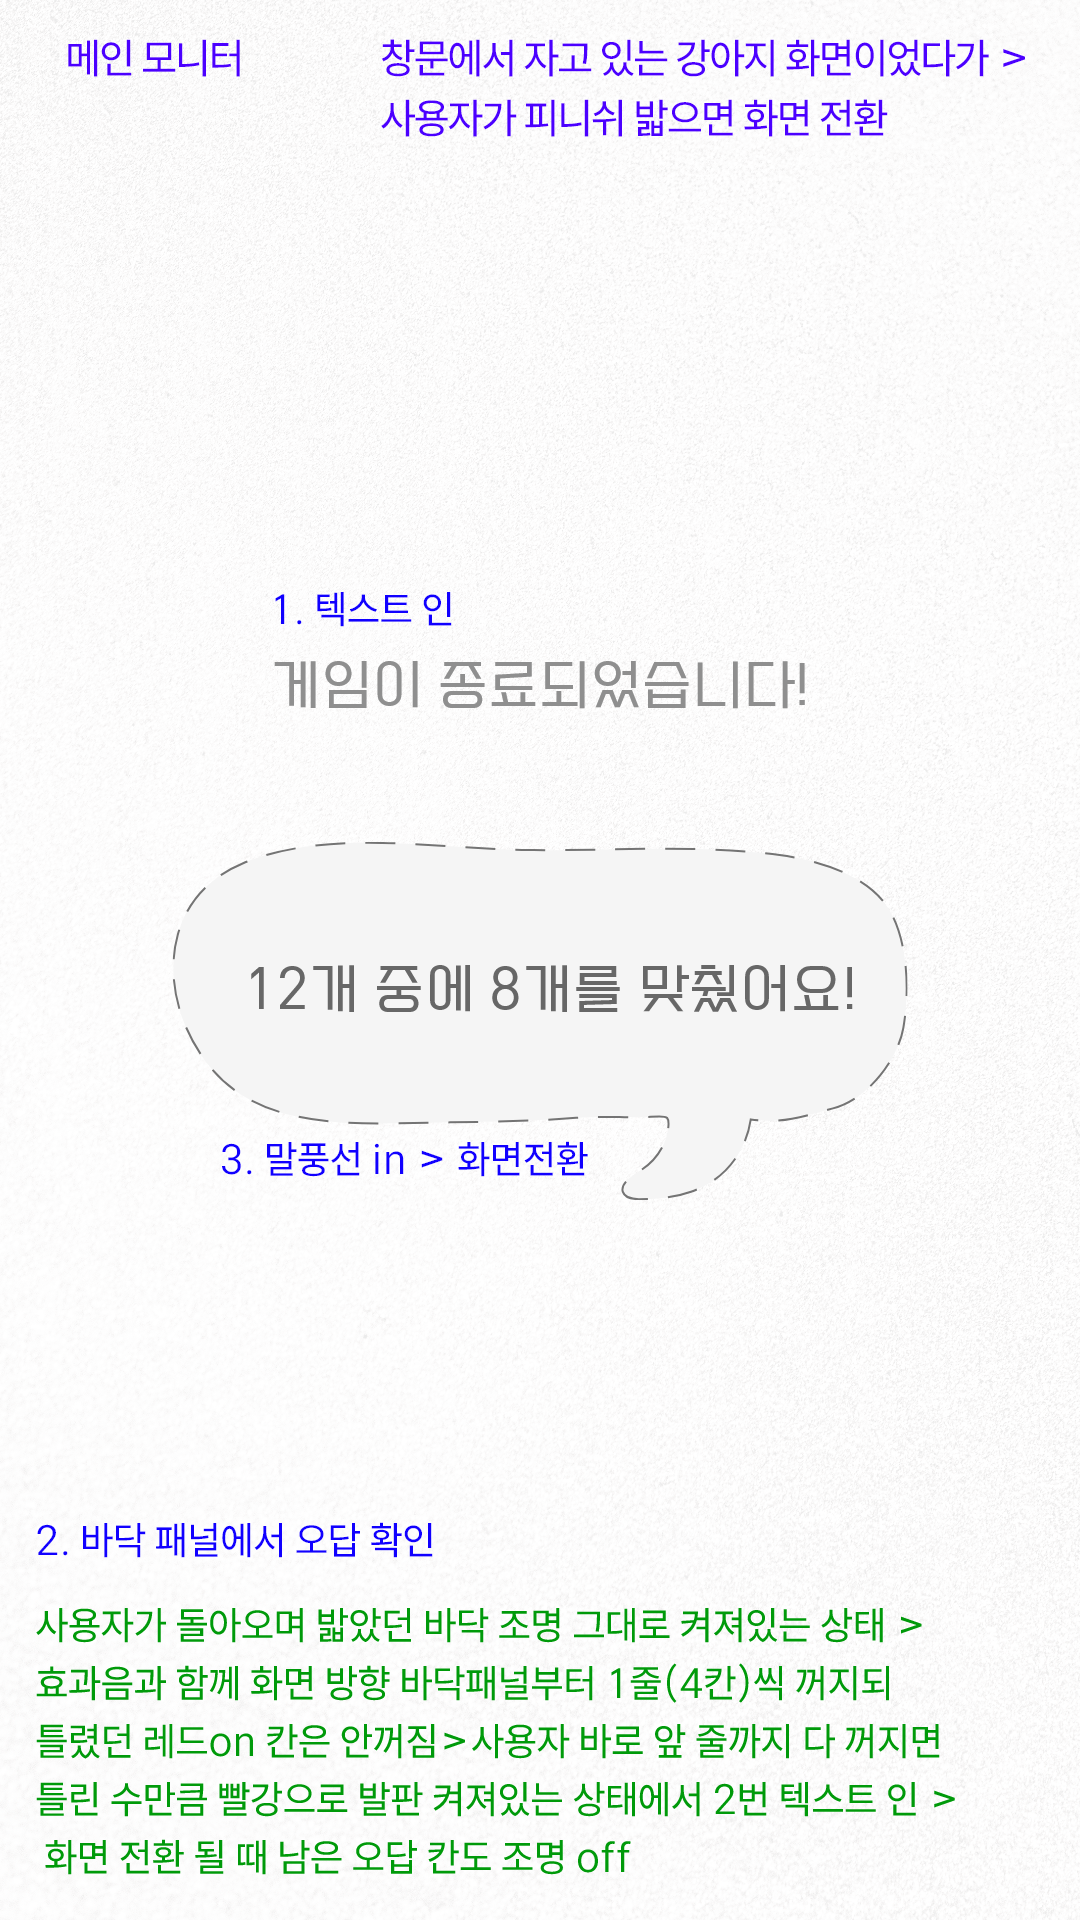 메인 모니터
창문에서 자고 있는 강아지 화면이었다가 >
사용자가 피니쉬 밟으면 화면 전환
1. 텍스트 인
게임이 종료되었습니다!
12개 중에 8개를 맞췄어요!
3. 말풍선 in > 화면전환
2. 바닥 패널에서 오답 확인
사용자가 돌아오며 밟았던 바닥 조명 그대로 켜져있는 상태 >
효과음과 함께 화면 방향 바닥패널부터 1줄(4칸)씩 꺼지되
틀렸던 레드on 칸은 안꺼짐>사용자 바로 앞 줄까지 다 꺼지면
틀린 수만큼 빨강으로 발판 켜져있는 상태에서 2번 텍스트 인 >
화면 전환 될 때 남은 오답 칸도 조명 off